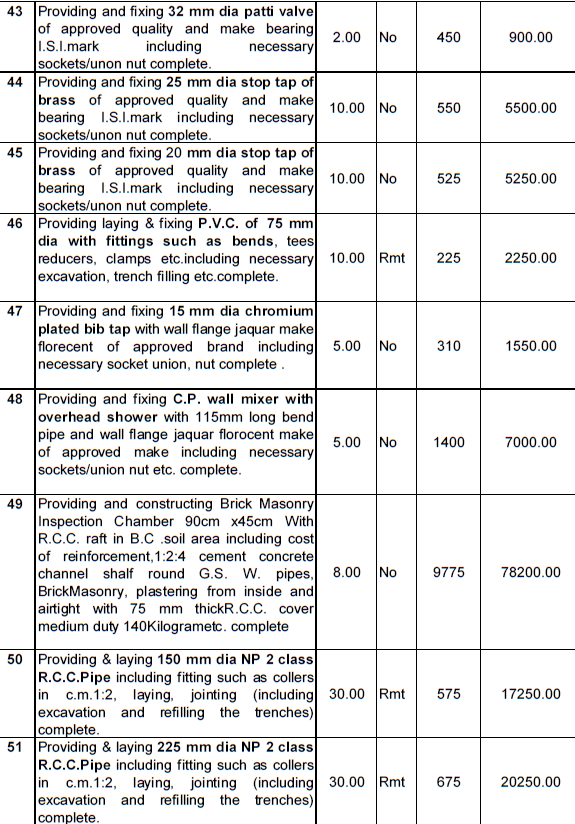 43 Providing and fixing 32 mm dia patti valve
of approved quality and make bearing
I.S.I.mark including necessary
sockets/unon nut complete.
2.00 No 450 900.00
44 Providing and fixing 25 mm dia stop tap of
brass of approved quality and make
bearing I.S.I.mark including necessary
sockets/unon nut complete.
10.00 No 550 5500.00
45 Providing and fixing 20 mm dia stop tap of
brass of approved quality and make
bearing I.S.I.mark including necessary
sockets/unon nut complete.
10.00 No 525 5250.00
46 Providing laying & fixing P.V.C. of 75 mm
dia with fittings such as bends, tees
reducers, clamps etc.including necessary
excavation, trench filling etc.complete.
10.00 Rmt 225 2250.00
47 Providing and fixing 15 mm dia chromium
plated bib tap with wall flange jaquar make
florecent of approved brand including
necessary socket union, nut complete .
5.00 No 310 1550.00
48 Providing and fixing C.P. wall mixer with
overhead shower with 115mm long bend
pipe and wall flange jaquar florocent make
of approved make including necessary
sockets/union nut etc. complete.
5.00 No 1400 7000.00
49 Providing and constructing Brick Masonry
Inspection Chamber 90cm x45cm With
R.C.C. raft in B.C .soil area including cost
of reinforcement,1:2:4 cement concrete
channel shalf round G.S. W. pipes,
BrickMasonry, plastering from inside and
airtight with 75 mm thickR.C.C. cover
medium duty 140Kilogrametc. complete
8.00 No 9775 78200.00
50 Providing & laying 150 mm dia NP 2 class
R.C.C.Pipe including fitting such as collers
in c.m.1:2, laying, jointing (including
excavation and refilling the trenches)
complete.
30.00 Rmt 575 17250.00
51 Providing & laying 225 mm dia NP 2 class
R.C.C.Pipe including fitting such as collers
in c.m.1:2, laying, jointing (including
excavation and refilling the trenches)
complete.
30.00 Rmt 675 20250.00